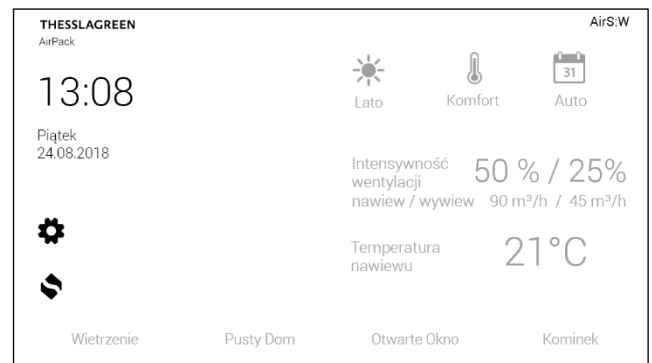 THESSLAGREEN
AirPack
AirS:W
13:08
Piątek
24.08.2018
31
Lato
Komfort
Auto
Intensywność
wentylacji
nawiew / wywiew
50 % / 25%
90 m³/h / 45 m³/h
Temperatura
nawiewu
21°C
Wietrzenie
Pusty Dom
Otwarte Okno
Kominek